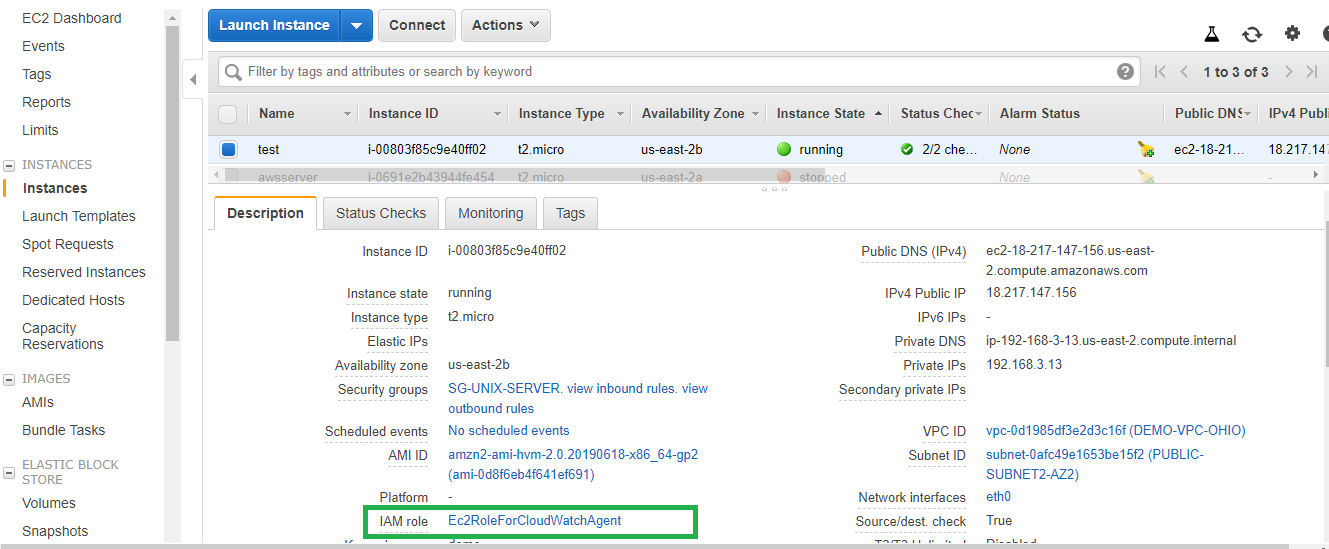 EC2 Dashboard
Events
Tags
Reports
Limits
INSTANCES
Instances
Launch Templates
Spot Requests
Reserved Instances
Dedicated Hosts
Capacity
Reservations
IMAGES
AMIs
Bundle Tasks
ELASTIC BLOCK
STORE
Volumes
Snapshots
Launch Instance Connect Actions
Filter by tags and attributes or search by keyword 1 to 3 of 3
Name Instance ID Instance Type Availability Zone Instance State Status Chec Alarm Status Public DNS IPv4 Publi
test i-00803f85c9e40ff02 t2.micro us-east-2b running 2/2 che... None ec2-18-21... 18.217.147
awsserver i-0691e2b43944fe454 t2.micro us-east-2a stopped None -
Description Status Checks Monitoring Tags
Instance ID i-00803f85c9e40ff02
Instance state running
Instance type t2.micro
Elastic IPs
Availability zone us-east-2b
Security groups SG-UNIX-SERVER. view inbound rules. view
outbound rules
Scheduled events No scheduled events
AMI ID amzn2-ami-hvm-2.0.20190618-x86_64-gp2
(ami-0d8f6eb4f641ef691)
Platform -
IAM role Ec2RoleForCloudWatchAgent
Public DNS (IPv4) ec2-18-217-147-156.us-east-
2.compute.amazonaws.com
IPv4 Public IP 18.217.147.156
IPv6 IPs -
Private DNS ip-192-168-3-13.us-east-2.compute.internal
Private IPs 192.168.3.13
Secondary private IPs
VPC ID vpc-0d1985df3e2d3c16f (DEMO-VPC-OHIO)
Subnet ID subnet-0afc49e1653be15f2 (PUBLIC-
SUBNET2-AZ2)
Network interfaces eth0
Source/dest. check True